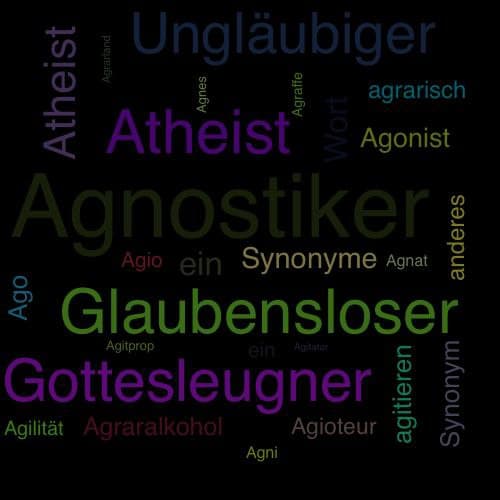 Ungläubiger
Atheist
Agrarland
Agnes
Agraffe
agrarisch
Atheist
Wort
Agonist
Agnostiker
anderes
Agio
ein
Synonyme
Agnat
Ago
Glaubensloser
Agitprop
ein
Agitator
Gottesleugner
agitieren
Synonym
Agilität
Agraralkohol
Agioteur
Agni